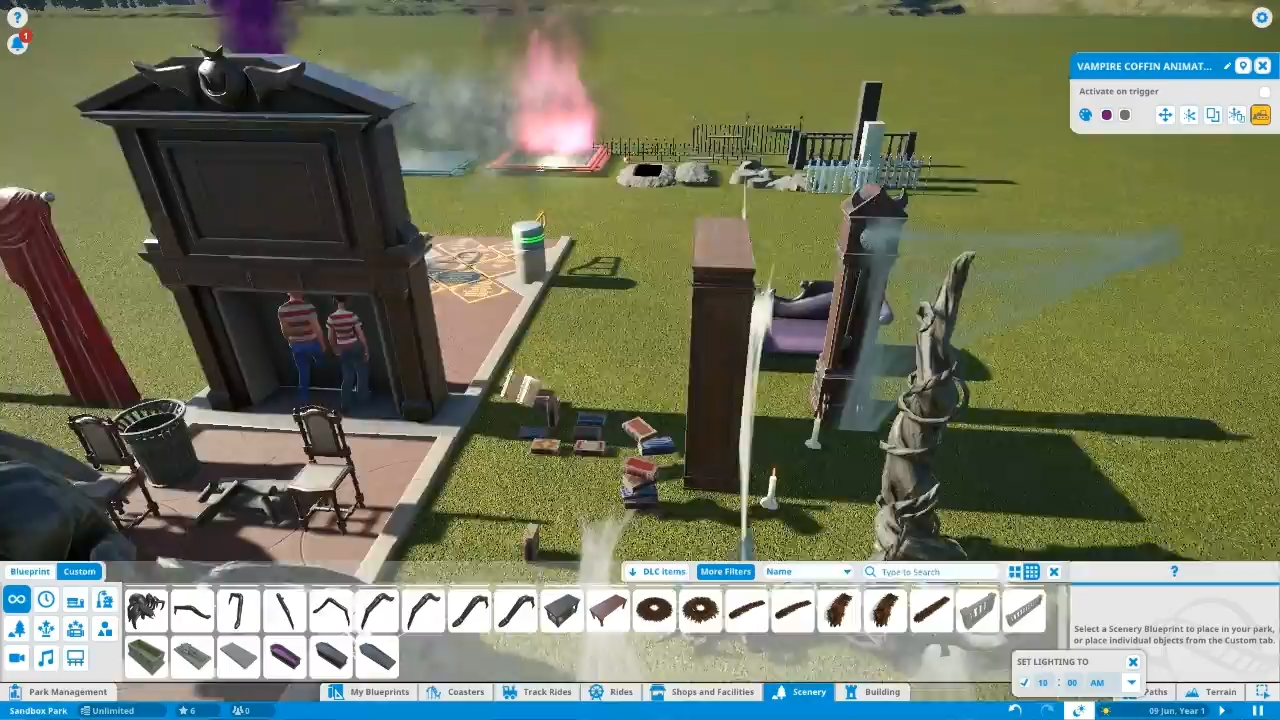 ?
1
VAMPIRE COFFIN ANIMAT...
Activate on trigger
Blueprint
Custom
DLC Items
More Filters
Name
Type to Search
?
Select a Scenery Blueprint to place in your park,
or place individual objects from the Custom tab.
SET LIGHTING TO
10 : 00 AM
Park Management
My Blueprints
Coasters
Track Rides
Rides
Shops and Facilities
Scenery
Building
Paths
Terrain
Sandbox Park
Unlimited
6
0
09 Jun, Year 1